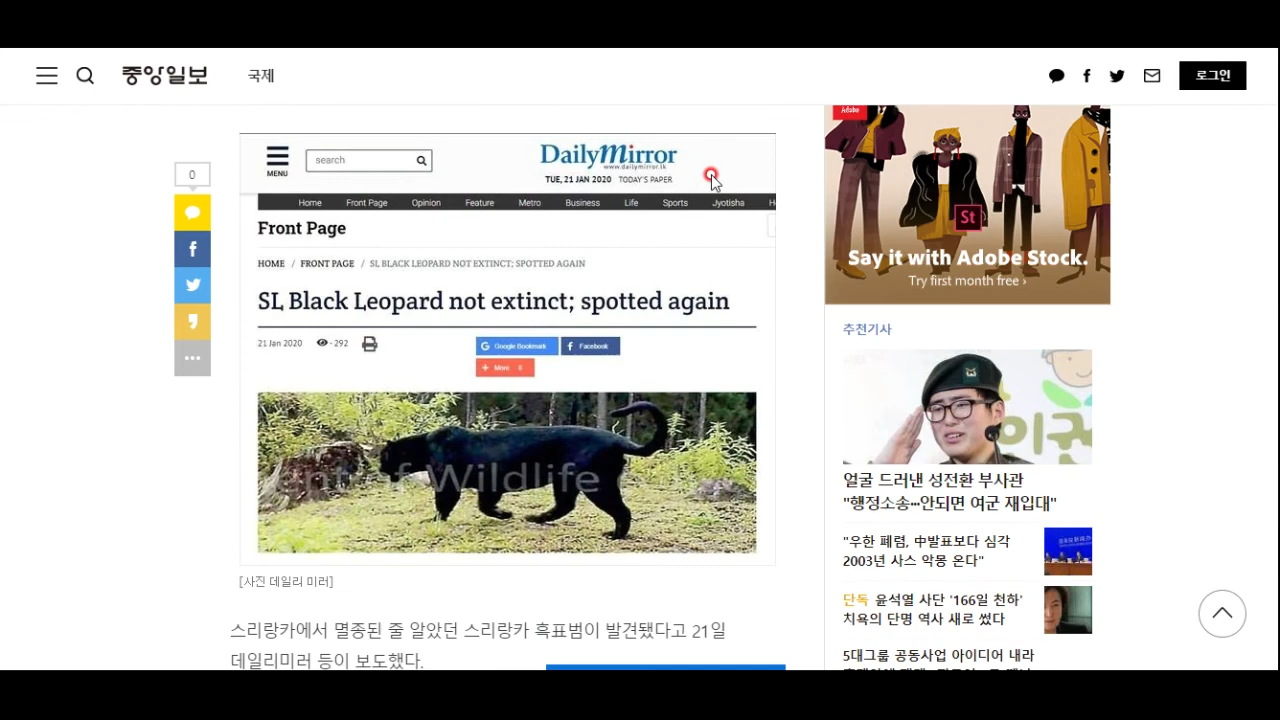 중앙일보
국제
로그인
0
MENU
search
DailyMirror
www.dailymirror.lk
TUE, 21 JAN 2020 TODAY'S PAPER
Home Front Page Opinion Feature Metro Business Life Sports Jyotisha H
Front Page
HOME / FRONT PAGE / SL BLACK LEOPARD NOT EXTINCT; SPOTTED AGAIN
SL Black Leopard not extinct; spotted again
21 Jan 2020 - 292
Google Bookmark
Facebook
More
ent of Wildlife
[사진 데일리 미러]
스리랑카에서 멸종된 줄 알았던 스리랑카 흑표범이 발견됐다고 21일
데일리미러 등이 보도했다.
Adobe
St
Say it with Adobe Stock.
Try first month free ›
추천기사
이권
얼굴 드러낸 성전환 부사관
"행정소송…안되면 여군 재입대"
"우한 폐렴, 中발표보다 심각
2003년 사스 악몽 온다"
단독 윤석열 사단 '166일 천하'
치욕의 단명 역사 새로 썼다
5대그룹 공동사업 아이디어 내라